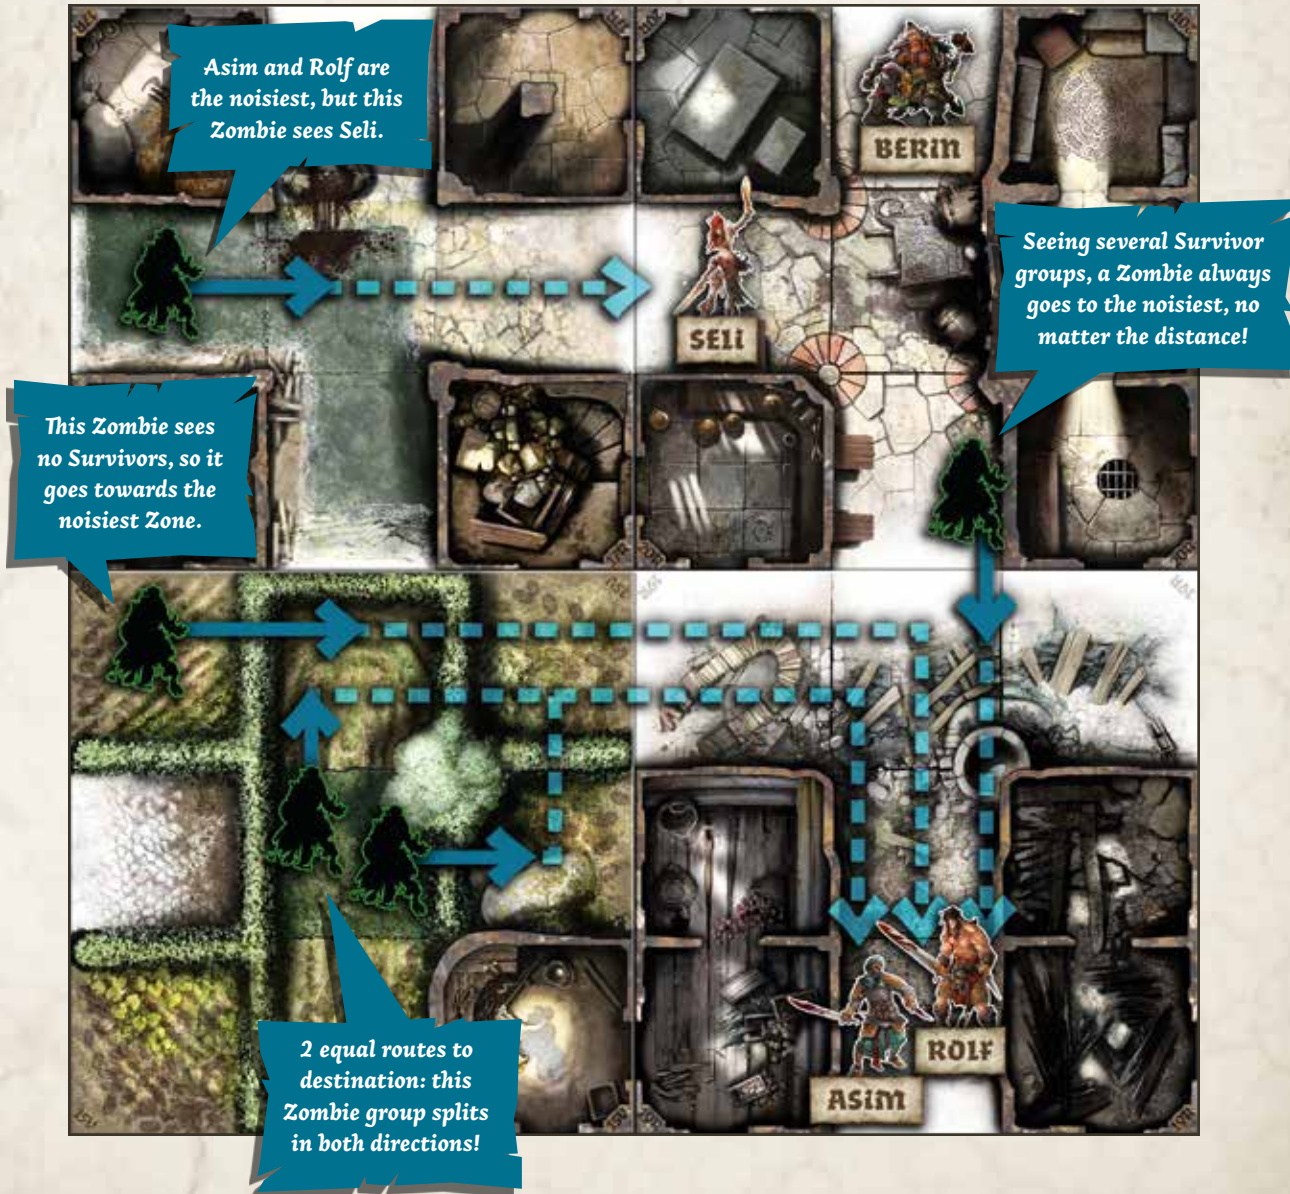 Asim and Rolf are
the noisiest, but this
Zombie sees Seli.
BERIN
Seeing several Survivor
groups, a Zombie always
goes to the noisiest, no
matter the distance!
SELI
This Zombie sees
no Survivors, so it
goes towards the
noisiest Zone.
2 equal routes to
destination: this
Zombie group splits
in both directions!
ROLF
ASIM